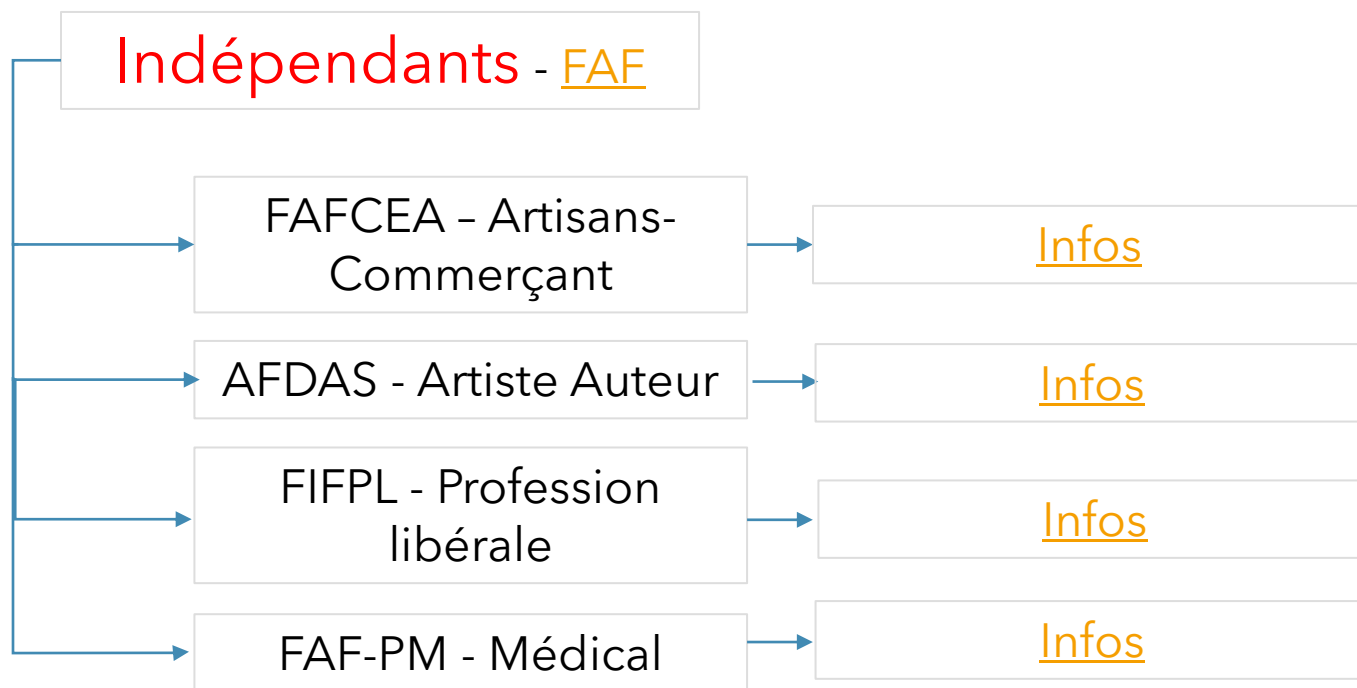 Indépendants - FAF
FAFCEA – Artisans-
Commerçant
Infos
AFDAS - Artiste Auteur
Infos
FIFPL - Profession
libérale
Infos
FAF-PM - Médical
Infos